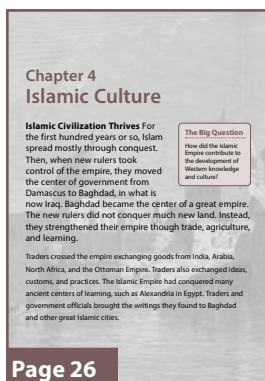 Chapter 4
Islamic Culture
Islamic Civilization Thrives For
the first hundred years or so, Islam
spread mostly through conquest.
Then, when new rulers took
control of the empire, they moved
the center of government from
Damascus to Baghdad, in what is
now Iraq. Baghdad became the center of a great empire.
The new rulers did not conquer much new land. Instead,
they strengthened their empire though trade, agriculture,
and learning.
The Big Question
How did the Islamic
Empire contribute to
the development of
Western knowledge
and culture?
Traders crossed the empire exchanging goods from India, Arabia,
North Africa, and the Ottoman Empire. Traders also exchanged ideas,
customs, and practices. The Islamic Empire had conquered many
ancient centers of learning, such as Alexandria in Egypt. Traders and
government officials brought the writings they found to Baghdad
and other great Islamic cities.
Page 26